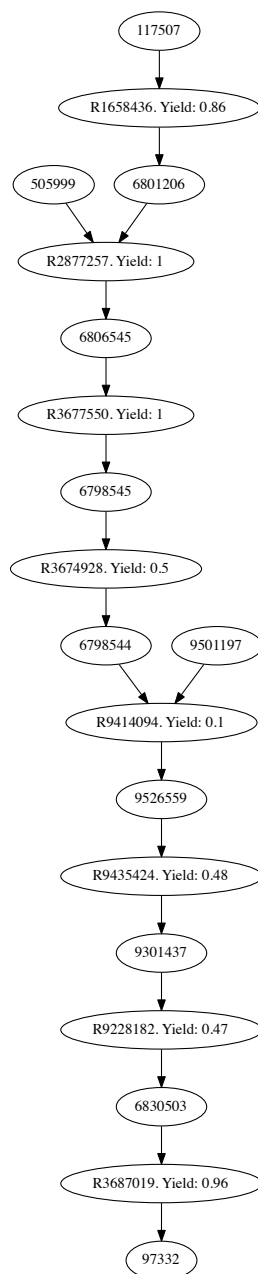 117507
R1658436. Yield: 0.86
505999
6801206
R2877257. Yield: 1
6806545
R3677550. Yield: 1
6798545
R3674928. Yield: 0.5
6798544
9501197
R9414094. Yield: 0.1
9526559
R9435424. Yield: 0.48
9301437
R9228182. Yield: 0.47
6830503
R3687019. Yield: 0.96
97332